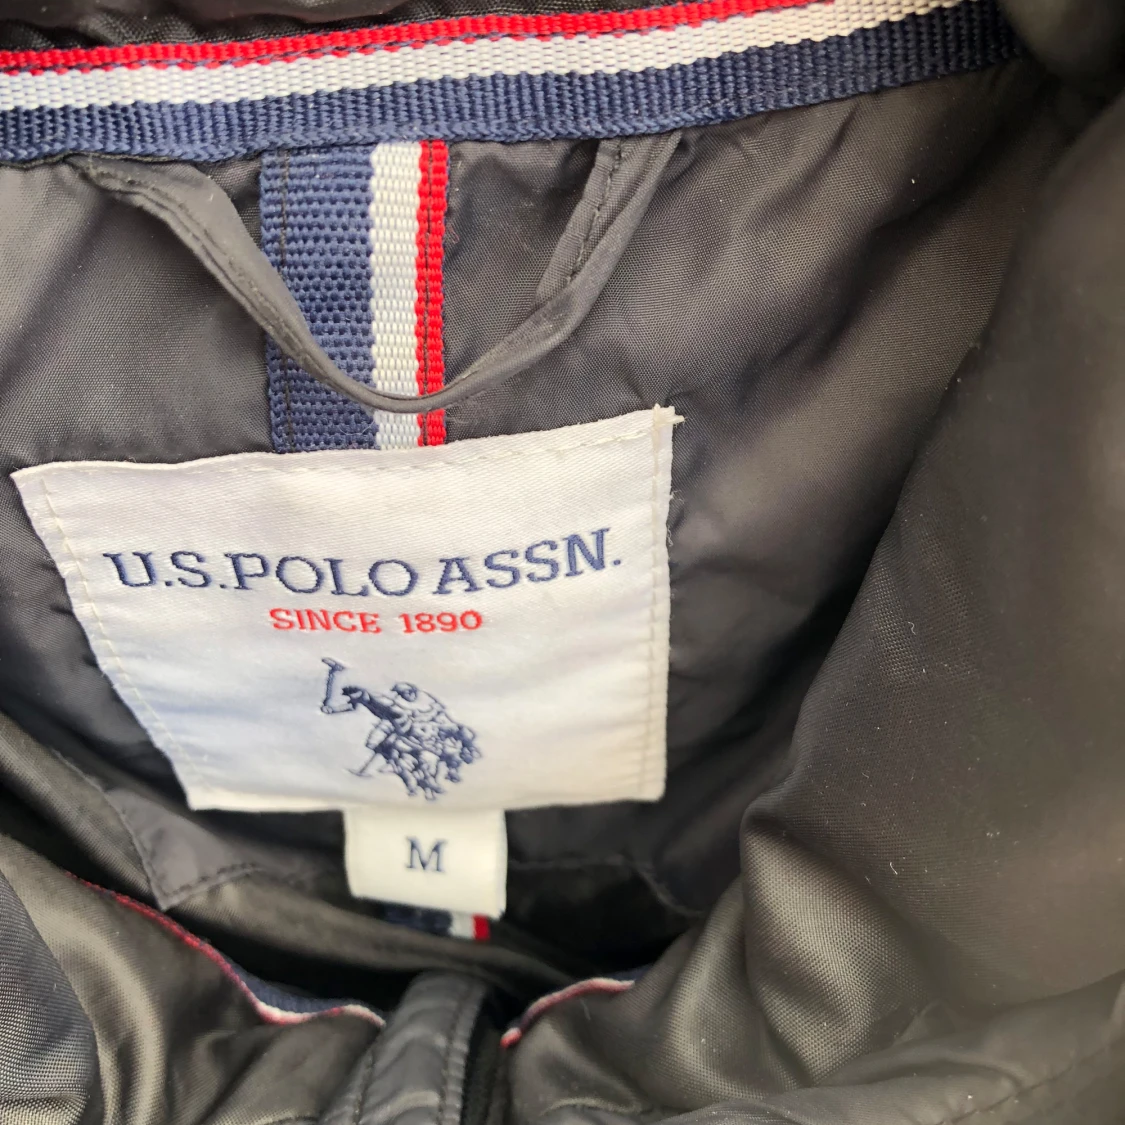 U.S. POLO ASSN.
SINCE 1890
M